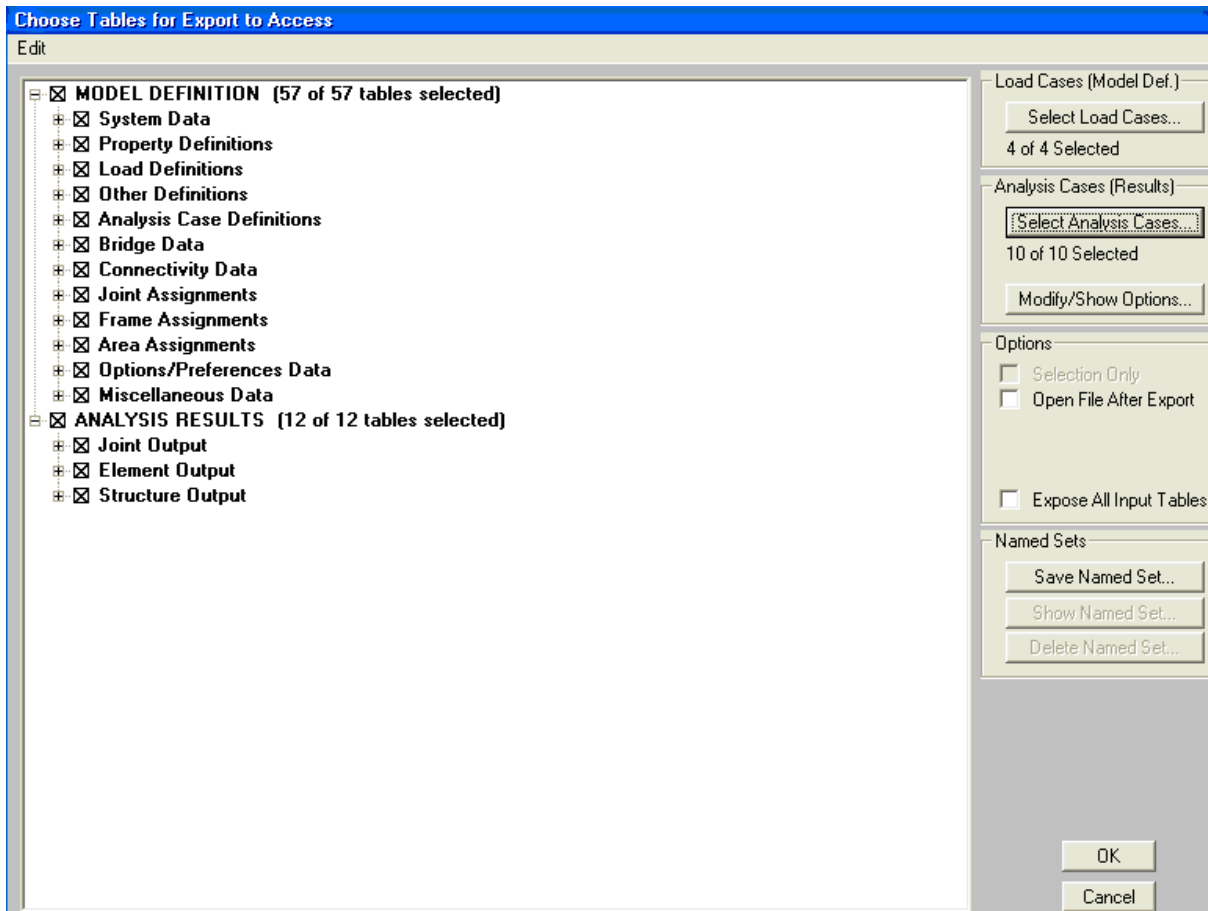 Choose Tables for Export to Access
Edit
MODEL DEFINITION (57 of 57 tables selected)
System Data
Property Definitions
Load Definitions
Other Definitions
Analysis Case Definitions
Bridge Data
Connectivity Data
Joint Assignments
Frame Assignments
Area Assignments
Options/Preferences Data
Miscellaneous Data
ANALYSIS RESULTS (12 of 12 tables selected)
Joint Output
Element Output
Structure Output
Load Cases (Model Def.)
Select Load Cases...
4 of 4 Selected
Analysis Cases (Results)
Select Analysis Cases...
10 of 10 Selected
Modify/Show Options...
Options
Selection Only
Open File After Export
Expose All Input Tables
Named Sets
Save Named Set...
Show Named Set...
Delete Named Set...
OK
Cancel